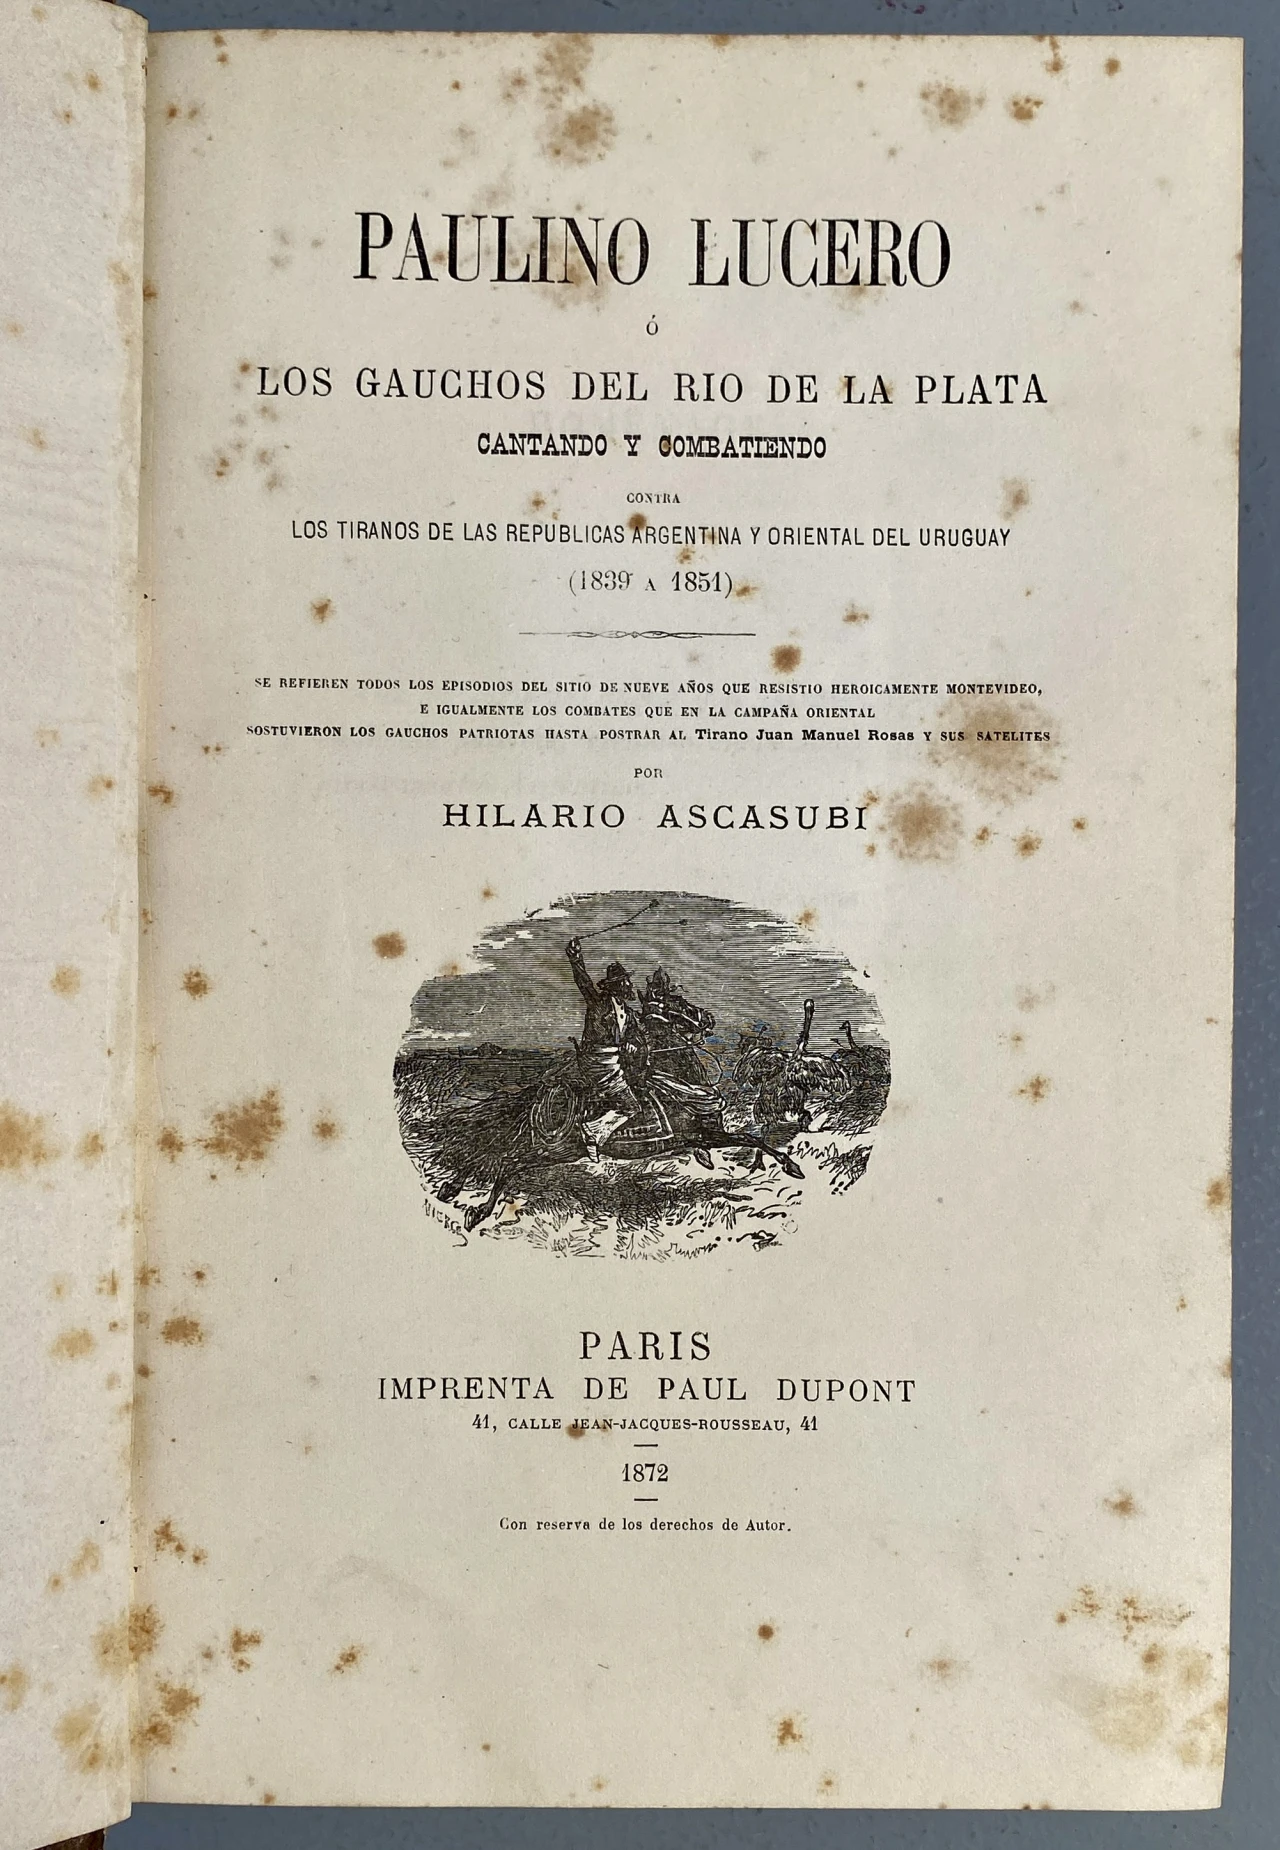 PAULINO LUCERO
Ó
LOS GAUCHOS DEL RIO DE LA PLATA
CANTANDO Y COMBATIENDO
CONTRA
LOS TIRANOS DE LAS REPUBLICAS ARGENTINA Y ORIENTAL DEL URUGUAY
(1839 A 1851)
SE REFIEREN TODOS LOS EPISODIOS DEL SITIO DE NUEVE AÑOS QUE RESISTIO HEROICAMENTE MONTEVIDEO,
E IGUALMENTE LOS COMBATES QUE EN LA CAMPAÑA ORIENTAL
SOSTUVIERON LOS GAUCHOS PATRIOTAS HASTA POSTRAR AL Tirano Juan Manuel Rosas Y SUS SATELITES
POR
HILARIO ASCASUBI
PARIS
IMPRENTA DE PAUL DUPONT
41, CALLE JEAN-JACQUES-ROUSSEAU, 41
1872
Con reserva de los derechos de Autor.